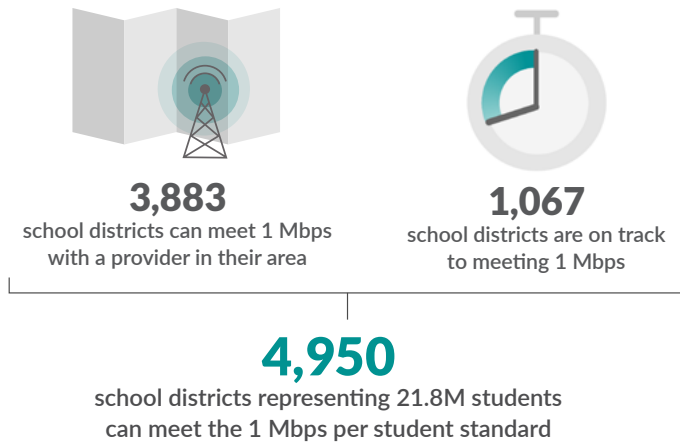 3,883
school districts can meet 1 Mbps
with a provider in their area
1,067
school districts are on track
to meeting 1 Mbps
4,950
school districts representing 21.8M students
can meet the 1 Mbps per student standard